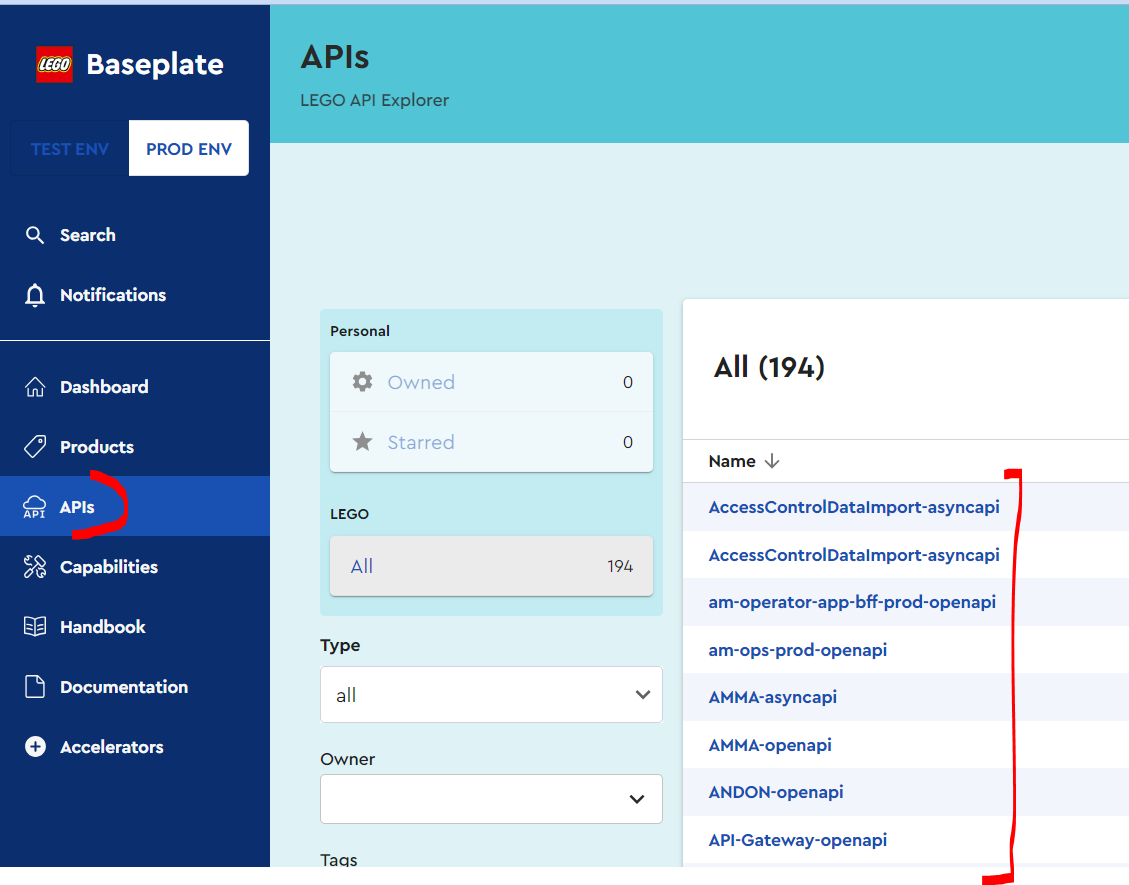 LEGO Baseplate
TEST ENV PROD ENV
Search
Notifications
Dashboard
Products
API APIs
Capabilities
Handbook
Documentation
Accelerators
APIs
LEGO API Explorer
Personal
Owned 0
Starred 0
LEGO
All 194
Type
all
Owner
Tags
All (194)
Name
AccessControlDataImport-asyncapi
AccessControlDataImport-asyncapi
am-operator-app-bff-prod-openapi
am-ops-prod-openapi
AMMA-asyncapi
AMMA-openapi
ANDON-openapi
API-Gateway-openapi